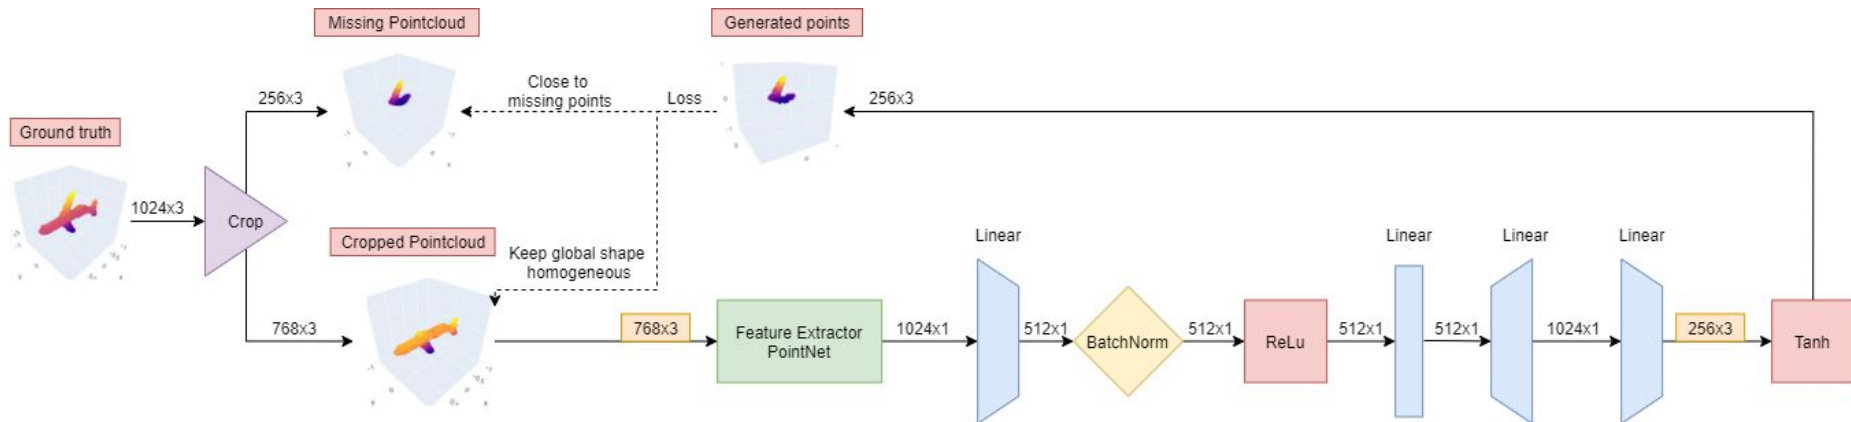 Missing Pointcloud
Generated points
Close to
missing points
Loss
256x3
256x3
Ground truth
1024x3
Crop
Cropped Pointcloud
Keep global shape
homogeneous
Linear
Linear
Linear
Linear
768x3
768x3
Feature Extractor
PointNet
1024x1
512x1
BatchNorm
512x1
ReLu
512x1
512x1
1024x1
256x3
Tanh